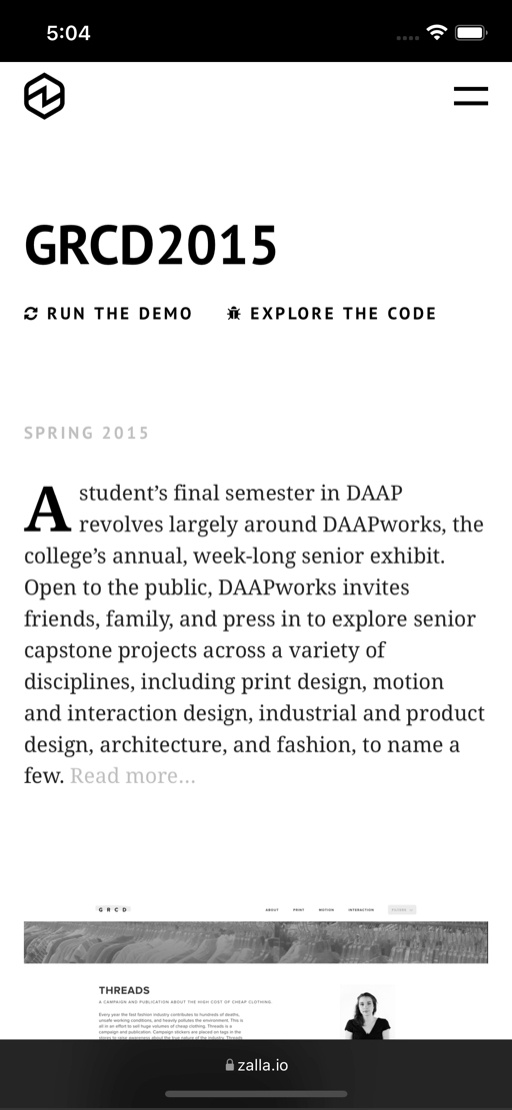 5:04
GRCD2015
RUN THE DEMO EXPLORE THE CODE
SPRING 2015
A student’s final semester in DAAP
revolves largely around DAAPworks, the
college’s annual, week-long senior exhibit.
Open to the public, DAAPworks invites
friends, family, and press in to explore senior
capstone projects across a variety of
disciplines, including print design, motion
and interaction design, industrial and product
design, architecture, and fashion, to name a
few. Read more...
GRCD ABOUT PRINT MOTION INTERACTION FILTERS
THREADS
A CAMPAIGN AND PUBLICATION ABOUT THE HIGH COST OF CHEAP CLOTHING
Every year the fast fashion industry contributes to hundreds of deaths,
unsafe working conditions, and heavily pollutes the environment. This is
all in an effort to sell huge volumes of cheap clothing. Threads is a
campaign and publication. Campaign stickers are placed on tags in the
stores to raise awareness about the true nature of the industry. Threads
zalla.io